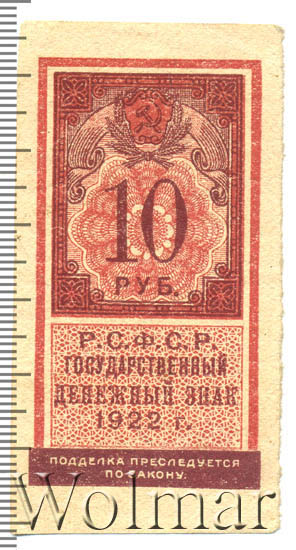 10
РУБ.
Р.С.Ф.С.Р.
ГОСУДАРСТВЕННЫЙ
ДЕНЕЖНЫЙ ЗНАК
1922 г.
ПОДДЕЛКА ПРЕСЛЕДУЕТСЯ
ПО ЗАКОНУ.
Wolmar